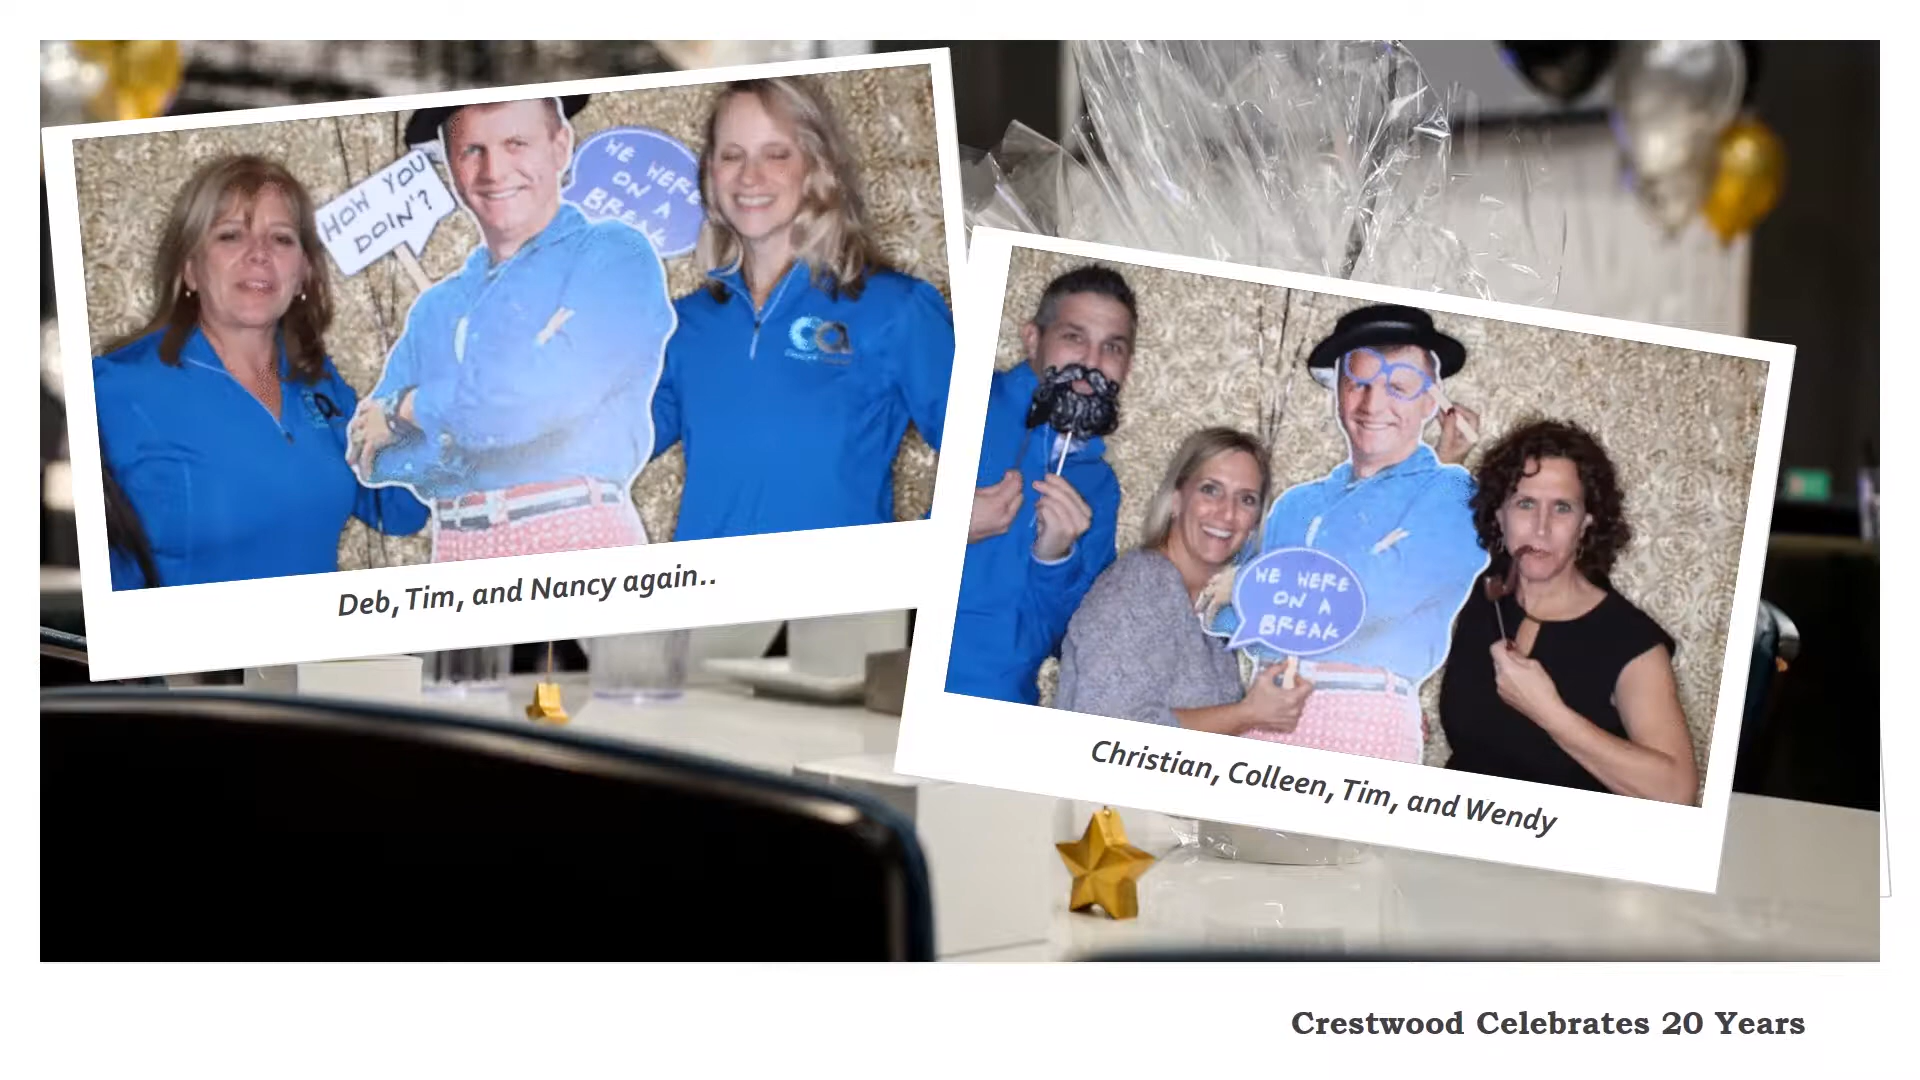 HOW YOU
DOIN'?
WE WERE
ON A
BREAK
Deb, Tim, and Nancy again..
WE WERE
ON A
BREAK
Christian, Colleen, Tim, and Wendy
Crestwood Celebrates 20 Years